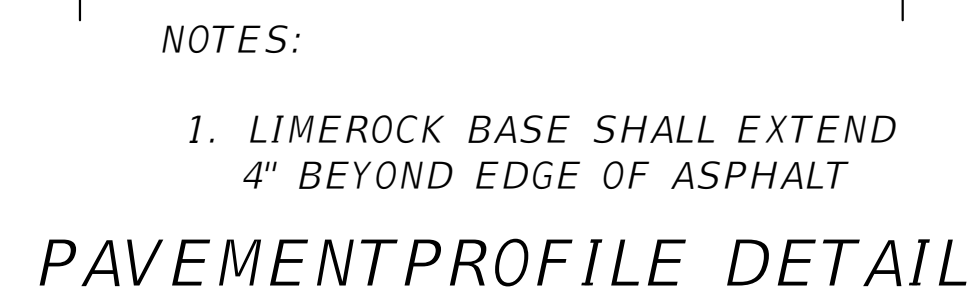 NOTES:
1. LIMEROCK BASE SHALL EXTEND
4" BEYOND EDGE OF ASPHALT
PAVEMENTPROFILE DETAIL